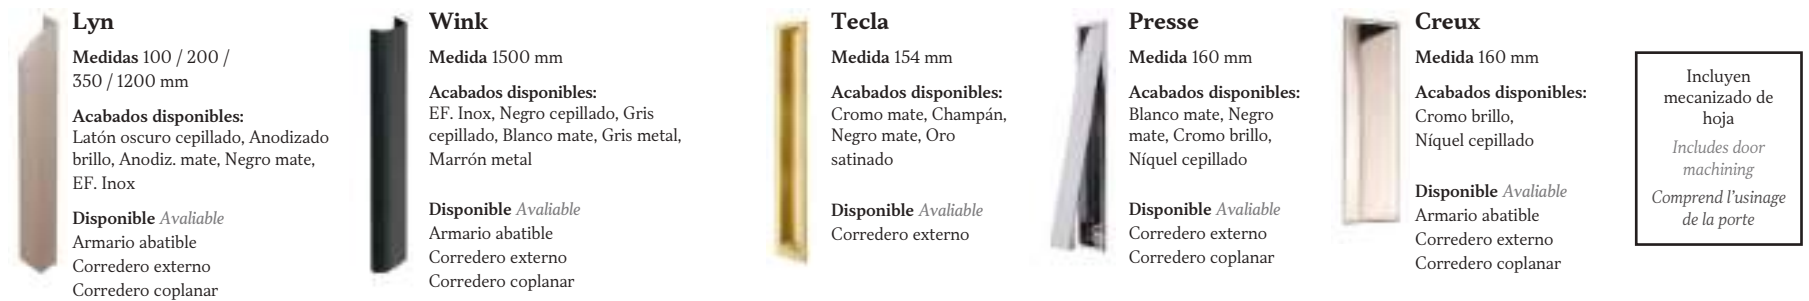 Lyn
Medidas 100 / 200 /
350 / 1200 mm
Acabados disponibles:
Latón oscuro cepillado, Anodizado
brillo, Anodiz. mate, Negro mate,
EF. Inox
Disponible Avaliable
Armario abatible
Corredero externo
Corredero coplanar
Wink
Medida 1500 mm
Acabados disponibles:
EF. Inox, Negro cepillado, Gris
cepillado, Blanco mate, Gris metal,
Marrón metal
Disponible Avaliable
Armario abatible
Corredero externo
Corredero coplanar
Tecla
Medida 154 mm
Acabados disponibles:
Cromo mate, Champán,
Negro mate, Oro
satinado
Disponible Avaliable
Corredero externo
Presse
Medida 160 mm
Acabados disponibles:
Blanco mate, Negro
mate, Cromo brillo,
Níquel cepillado
Disponible Avaliable
Corredero externo
Corredero coplanar
Creux
Medida 160 mm
Acabados disponibles:
Cromo brillo,
Níquel cepillado
Disponible Avaliable
Armario abatible
Corredero externo
Corredero coplanar
Incluyen
mecanizado de
hoja
Includes door
machining
Comprend l'usinage
de la porte